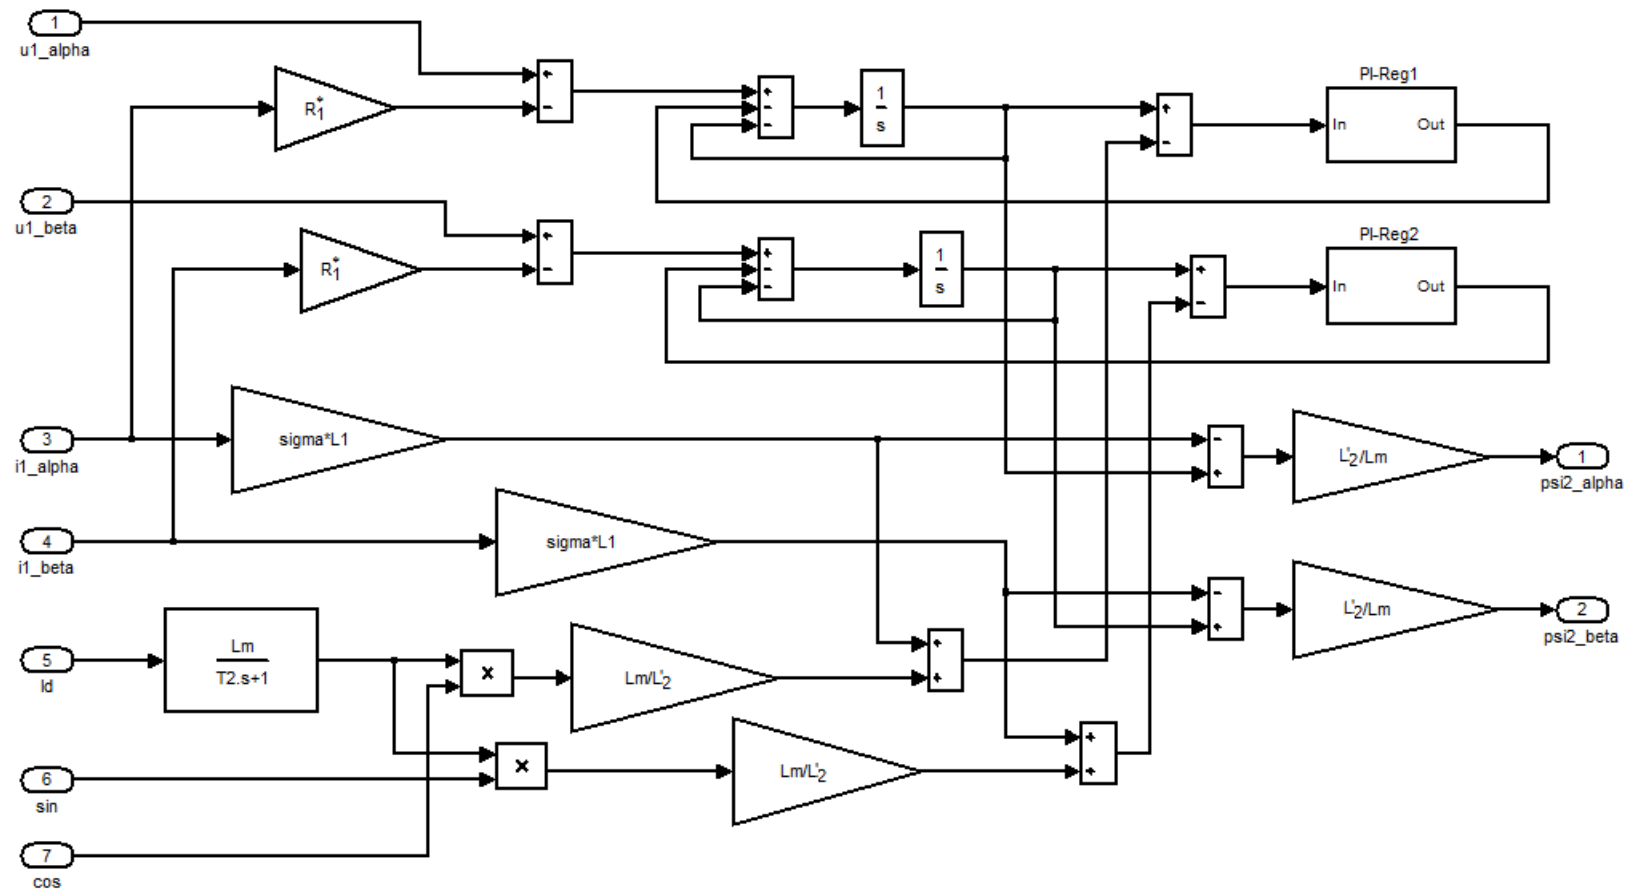 1
u1_alpha
+
-
R1*
+
-
-
1
s
+
-
PI-Reg1
In Out
2
u1_beta
+
-
R1*
+
-
-
1
s
+
-
PI-Reg2
In Out
3
i1_alpha
sigma*L1
-
+
L'2/Lm
1
psi2_alpha
4
i1_beta
sigma*L1
-
+
L'2/Lm
2
psi2_beta
5
Id
Lm
T2.s+1
×
Lm/L'2
+
+
6
sin
×
Lm/L'2
+
+
7
cos